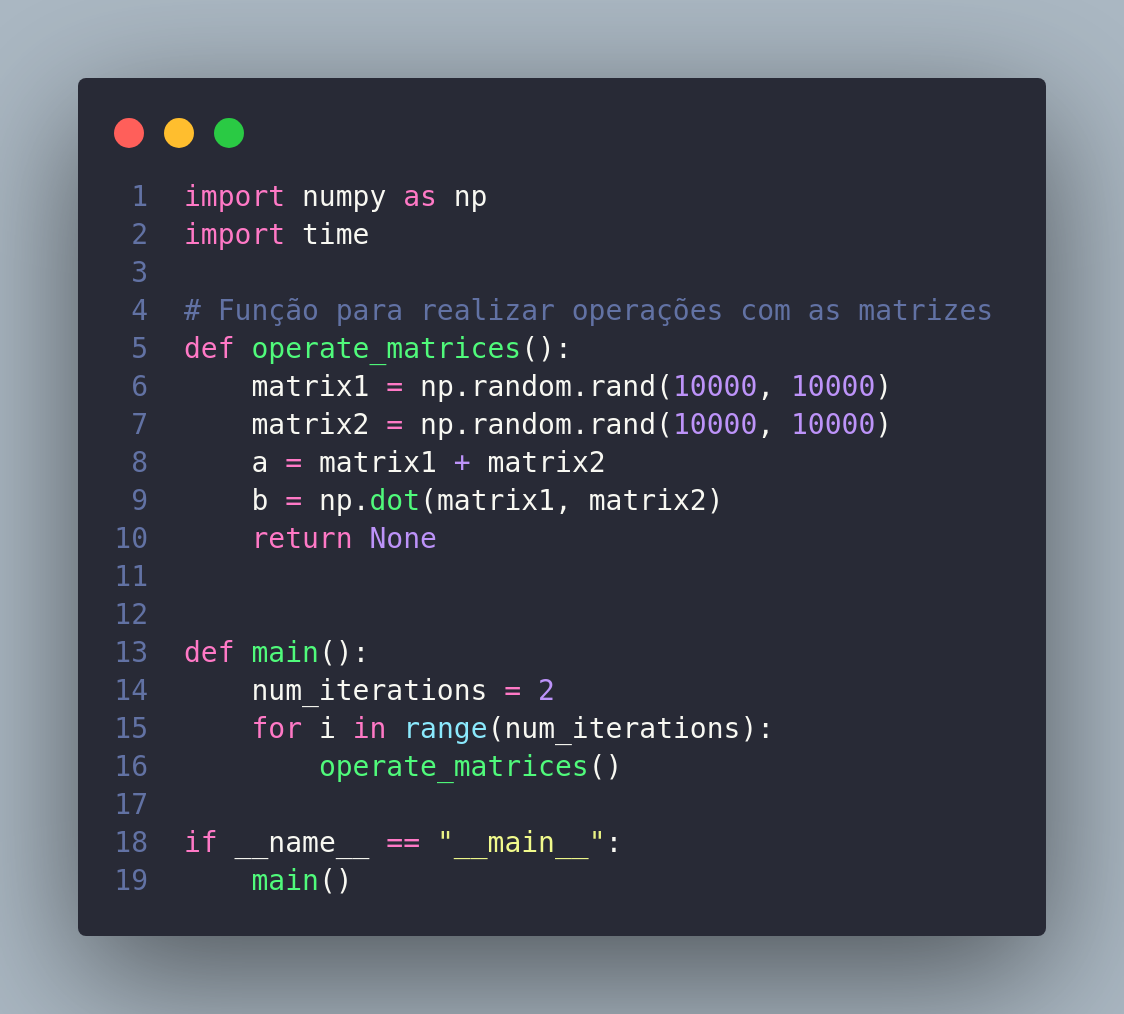 1 import numpy as np
2 import time
3
4 # Função para realizar operações com as matrizes
5 def operate_matrices():
6     matrix1 = np.random.rand(10000, 10000)
7     matrix2 = np.random.rand(10000, 10000)
8     a = matrix1 + matrix2
9     b = np.dot(matrix1, matrix2)
10     return None
11
12
13 def main():
14     num_iterations = 2
15     for i in range(num_iterations):
16         operate_matrices()
17
18 if __name__ == "__main__":
19     main()